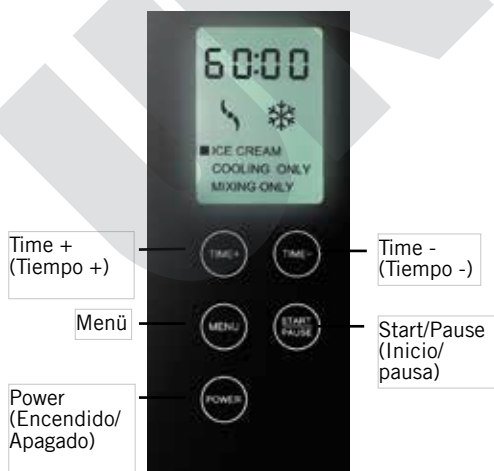 60:00
ICE CREAM
COOLING ONLY
MIXING ONLY
Time +
(Tiempo +)
TIME+
TIME-
Time -
(Tiempo -)
Menü
MENU
START
PAUSE
Start/Pause
(Inicio/
pausa)
Power
(Encendido/
Apagado)
POWER